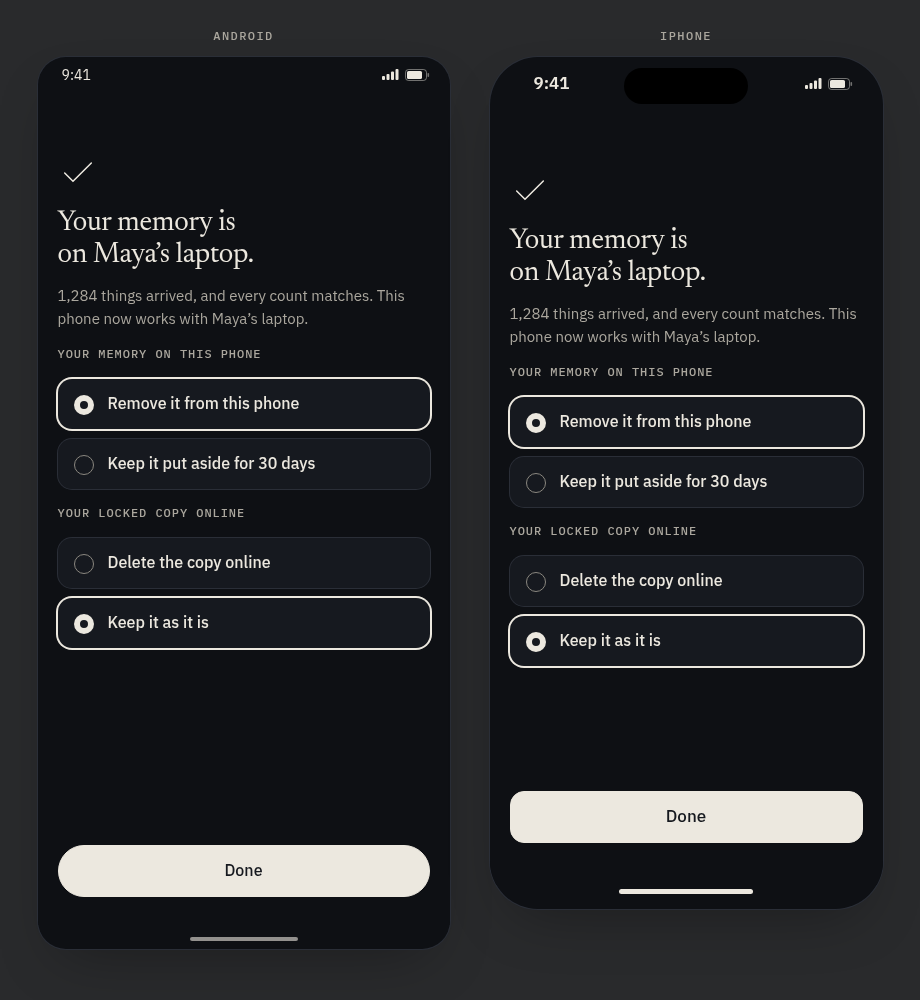 ANDROID
9:41
Your memory is
on Maya’s laptop.
1,284 things arrived, and every count matches. This
phone now works with Maya’s laptop.
YOUR MEMORY ON THIS PHONE
Remove it from this phone
Keep it put aside for 30 days
YOUR LOCKED COPY ONLINE
Delete the copy online
Keep it as it is
Done
IPHONE
9:41
Your memory is
on Maya’s laptop.
1,284 things arrived, and every count matches. This
phone now works with Maya’s laptop.
YOUR MEMORY ON THIS PHONE
Remove it from this phone
Keep it put aside for 30 days
YOUR LOCKED COPY ONLINE
Delete the copy online
Keep it as it is
Done